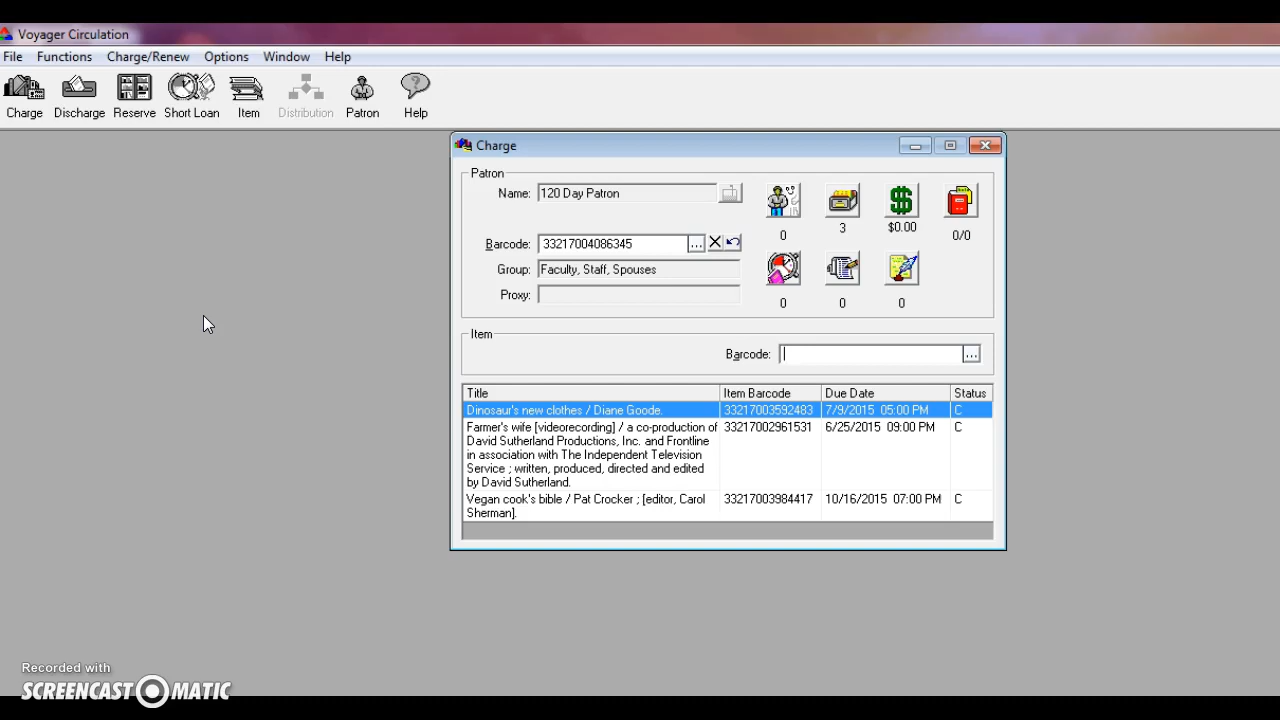 Voyager Circulation
File Functions Charge/Renew Options Window Help
Charge Discharge Reserve Short Loan Item Distribution Patron Help
Charge
Patron
Name: 120 Day Patron
0 3 $0.00 0/0
Barcode: 33217004086345 ...
Group: Faculty, Staff, Spouses
Proxy:
0 0 0
Item
Barcode: ...
Title Item Barcode Due Date Status
Dinosaur's new clothes / Diane Goode. 33217003592483 7/9/2015 05:00 PM C
Farmer's wife [videorecording] / a co-production of 33217002961531 6/25/2015 09:00 PM C
David Sutherland Productions, Inc. and Frontline
in association with The Independent Television
Service ; written, produced, directed and edited
by David Sutherland.
Vegan cook's bible / Pat Crocker ; [editor, Carol 33217003984417 10/16/2015 07:00 PM C
Sherman].
Recorded with
SCREENCAST MATIC